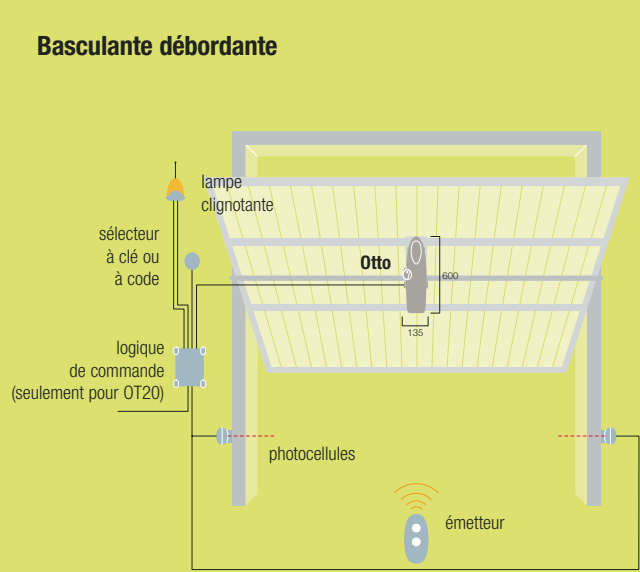 Basculante débordante
lampe
clignotante
sélecteur
à clé ou
à code
Otto
600
135
logique
de commande
(seulement pour OT20)
photocellules
émetteur